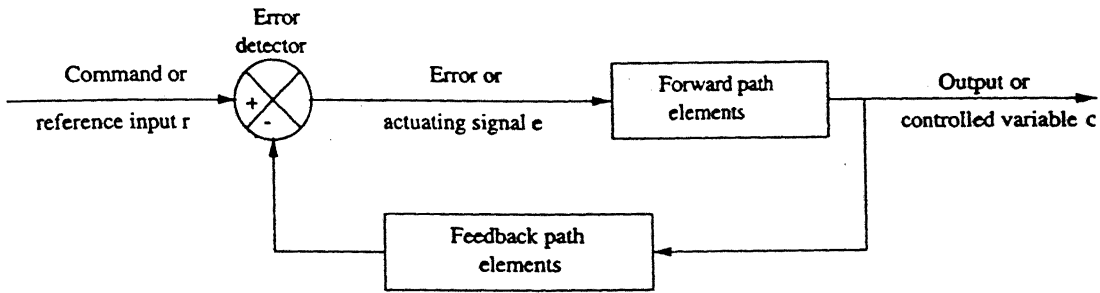 Error
detector
Command or
reference input r
+
-
Error or
actuating signal e
Forward path
elements
Output or
controlled variable c
Feedback path
elements